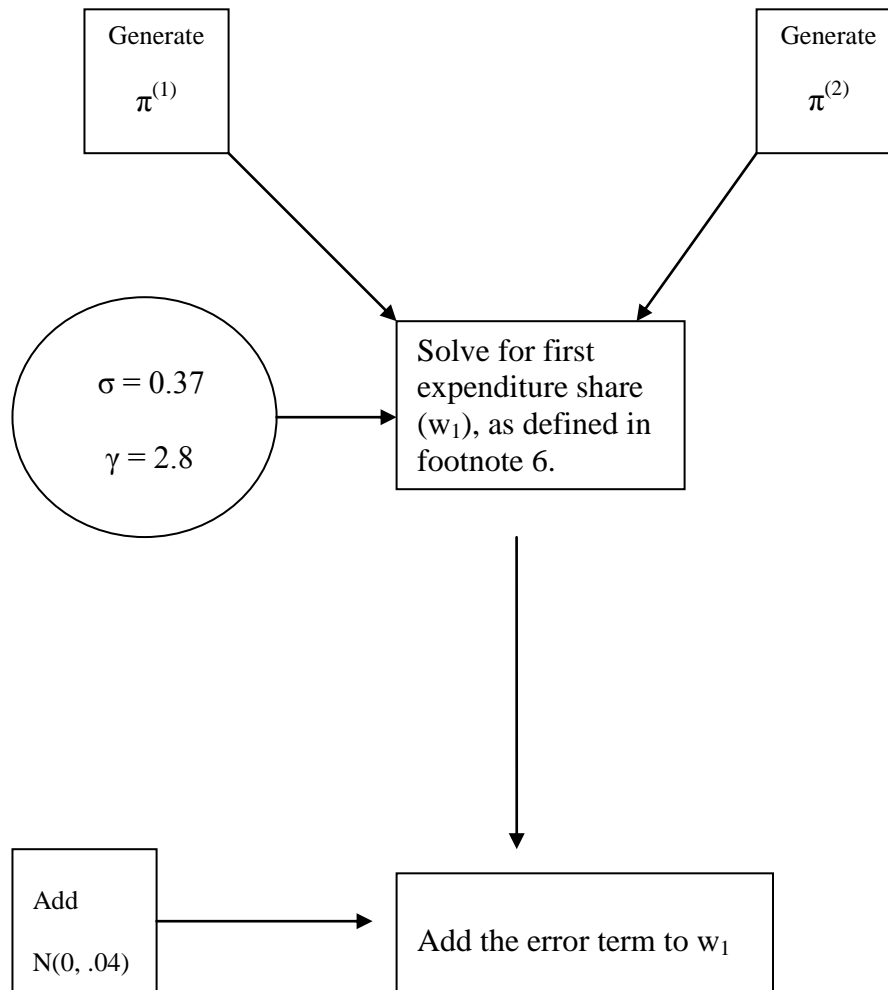 Generate
π⁽¹⁾
Generate
π⁽²⁾
σ = 0.37
γ = 2.8
Solve for first
expenditure share
(w₁), as defined in
footnote 6.
Add
N(0, .04)
Add the error term to w₁